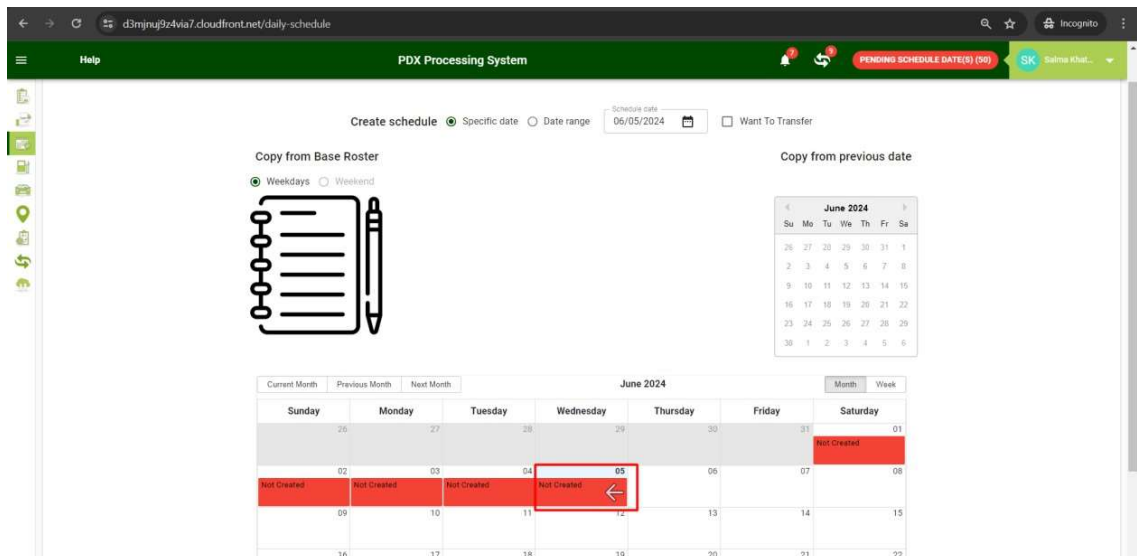 d3mjnuj9z4via7.cloudfront.net/daily-schedule Incognito
Help PDX Processing System 7 9 PENDING SCHEDULE DATE(S) (50) SK Salma Khat...
Schedule date
Create schedule Specific date Date range 06/05/2024 Want To Transfer
Copy from Base Roster Copy from previous date
Weekdays Weekend
June 2024
Su Mo Tu We Th Fr Sa
26 27 28 29 30 31 1
2 3 4 5 6 7 8
9 10 11 12 13 14 15
16 17 18 19 20 21 22
23 24 25 26 27 28 29
30 1 2 3 4 5 6
Current Month Previous Month Next Month June 2024 Month Week
Sunday Monday Tuesday Wednesday Thursday Friday Saturday
26 27 28 29 30 31 01
Not Created
02 03 04 05 06 07 08
Not Created Not Created Not Created Not Created
09 10 11 12 13 14 15
16 17 18 19 20 21 22